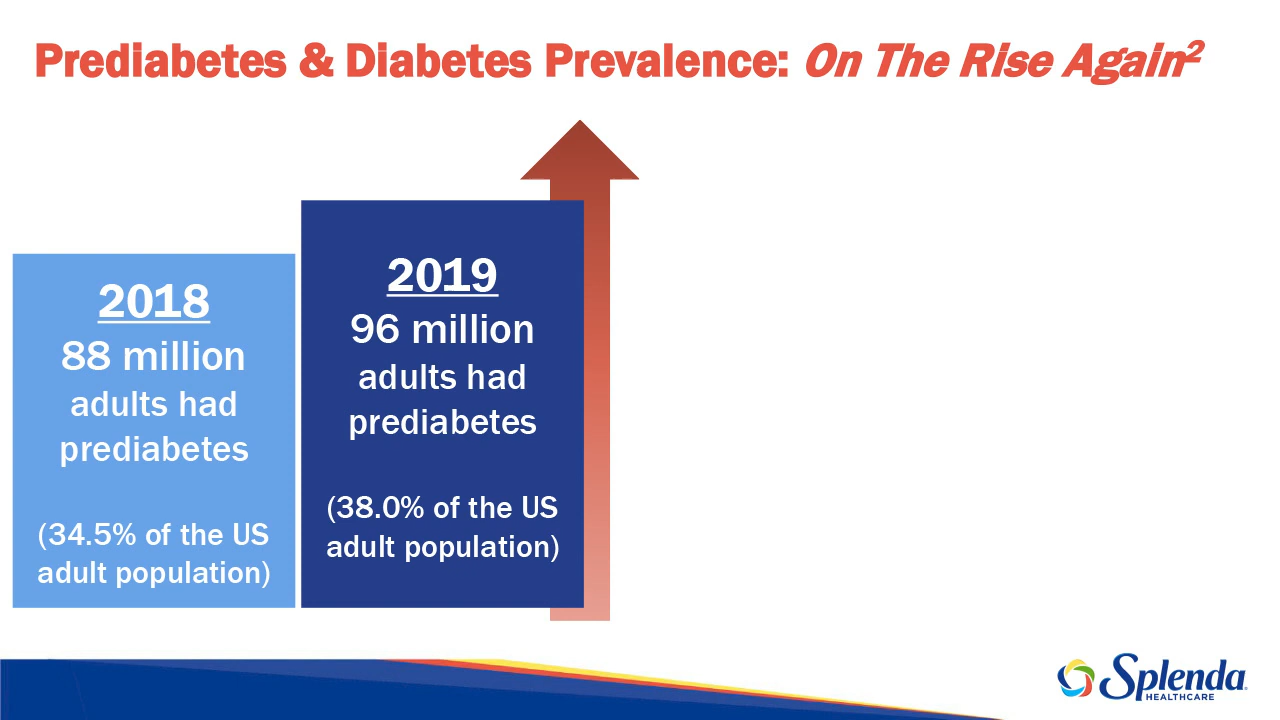 Prediabetes & Diabetes Prevalence: On The Rise Again²
2018
88 million
adults had
prediabetes
(34.5% of the US
adult population)
2019
96 million
adults had
prediabetes
(38.0% of the US
adult population)
Splenda
HEALTHCARE